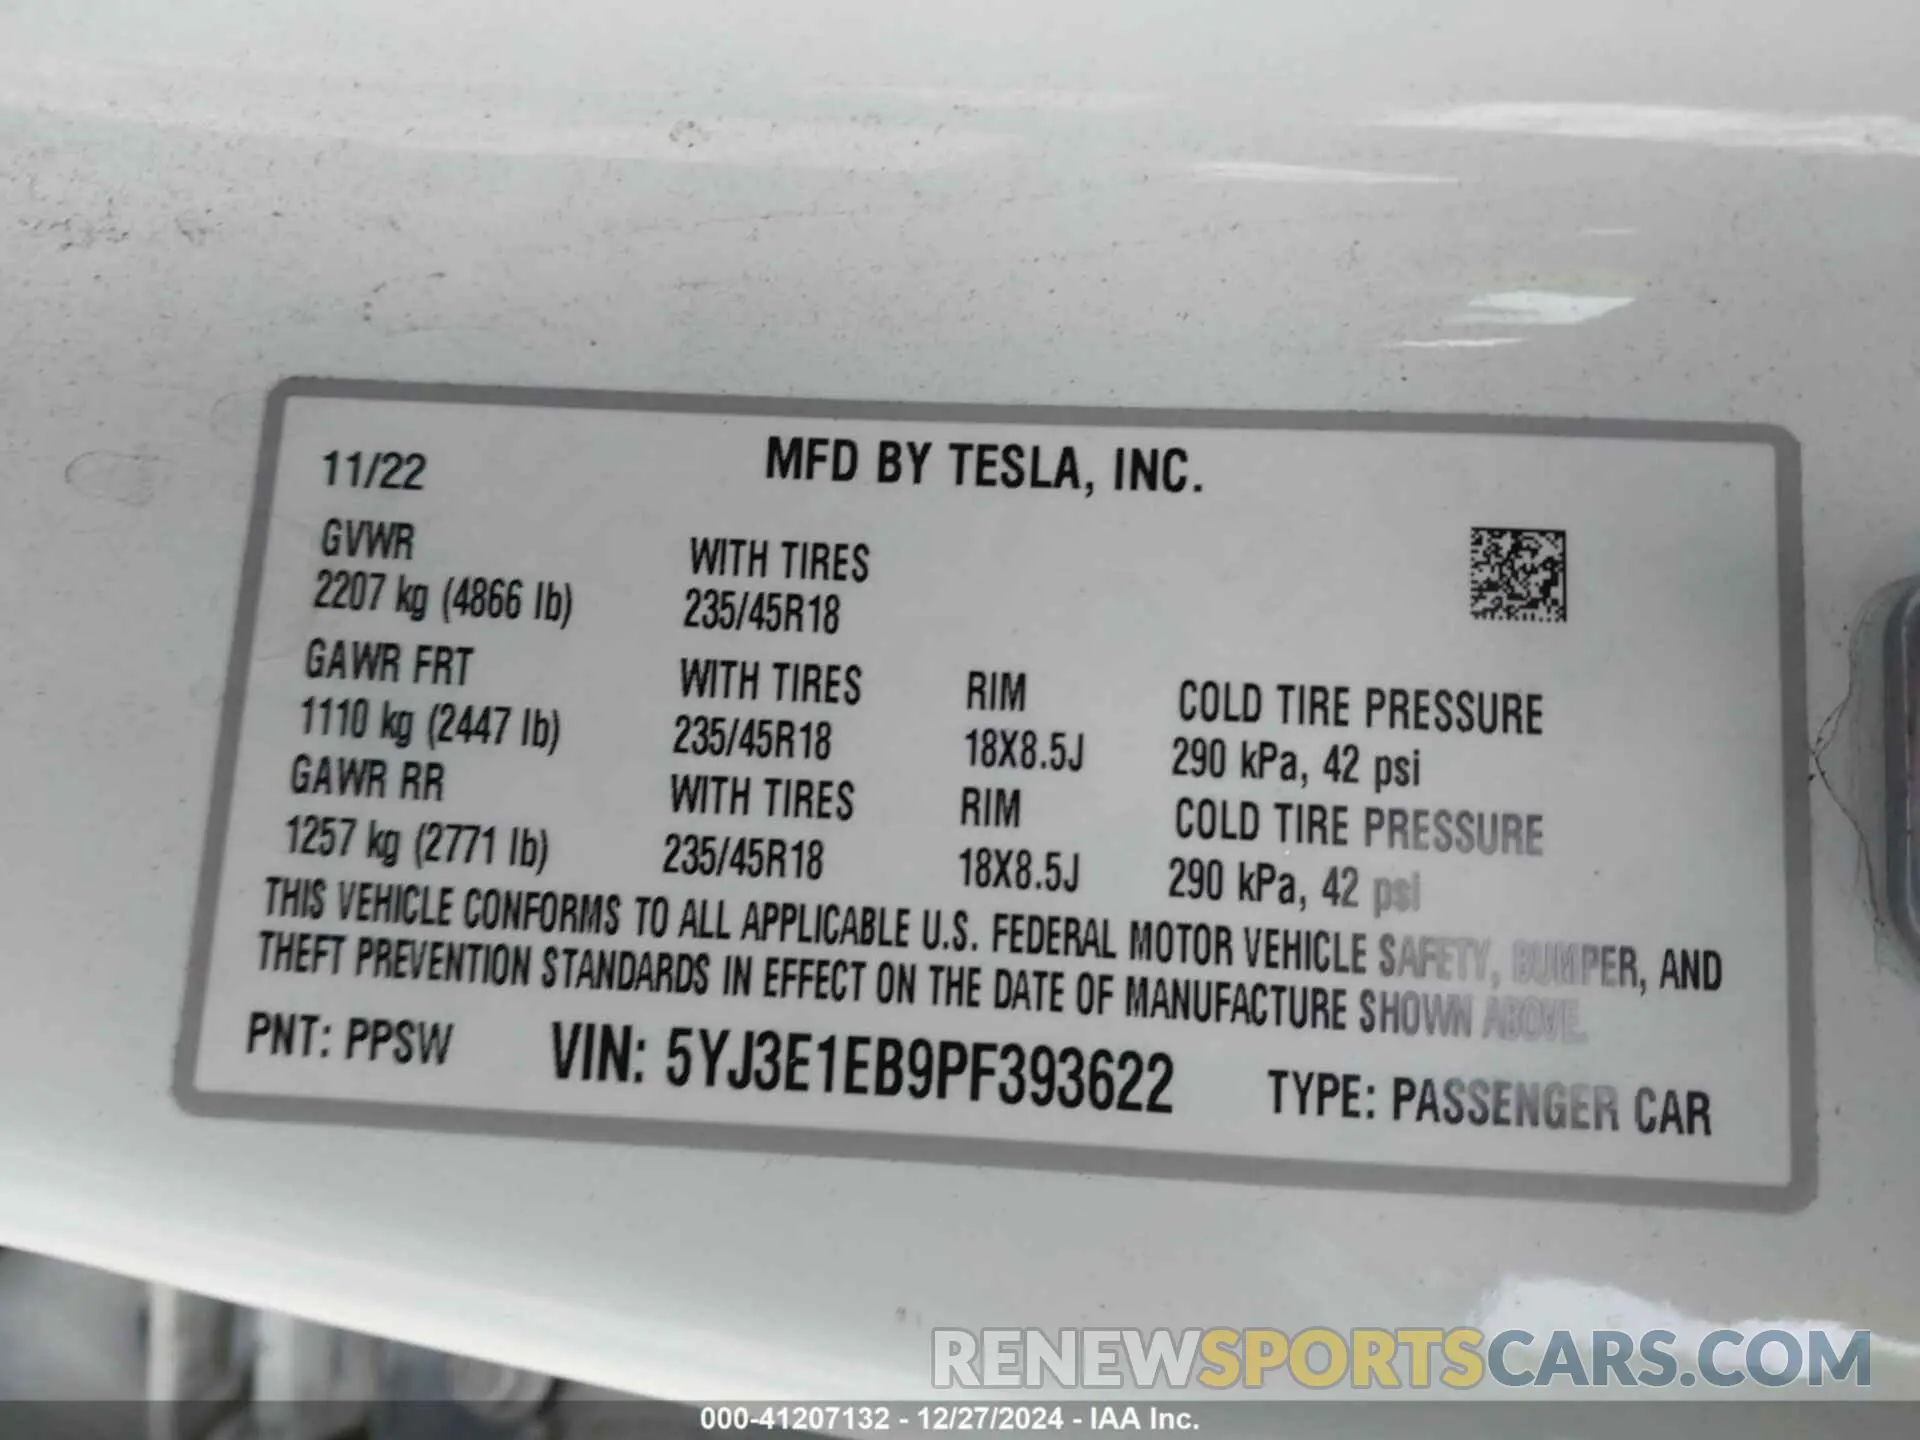 11/22 MFD BY TESLA, INC.
GVWR WITH TIRES
2207 kg (4866 lb) 235/45R18
GAWR FRT WITH TIRES RIM COLD TIRE PRESSURE
1110 kg (2447 lb) 235/45R18 18X8.5J 290 kPa, 42 psi
GAWR RR WITH TIRES RIM COLD TIRE PRESSURE
1257 kg (2771 lb) 235/45R18 18X8.5J 290 kPa, 42 psi
THIS VEHICLE CONFORMS TO ALL APPLICABLE U.S. FEDERAL MOTOR VEHICLE SAFETY, BUMPER, AND
THEFT PREVENTION STANDARDS IN EFFECT ON THE DATE OF MANUFACTURE SHOWN ABOVE.
PNT: PPSW VIN: 5YJ3E1EB9PF393622 TYPE: PASSENGER CAR
RENEWSPORTSCARS.COM
000-41207132 - 12/27/2024 - IAA Inc.